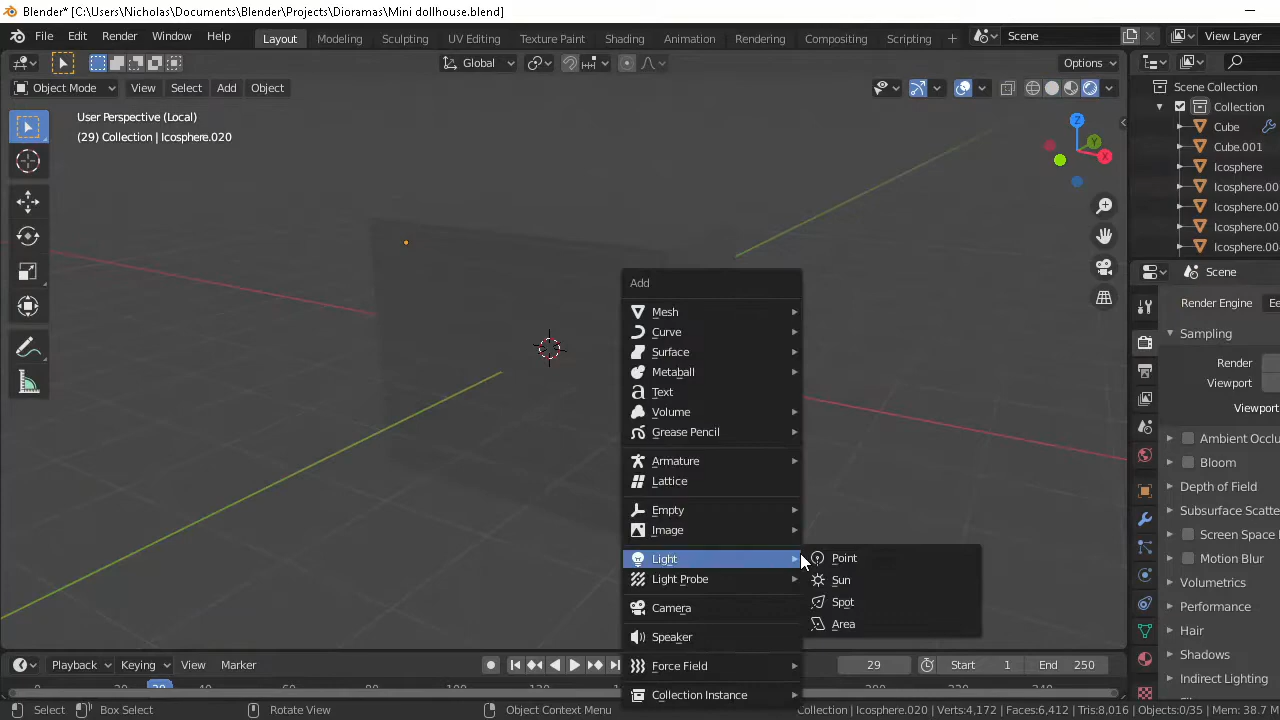 Blender* [C:\Users\Nicholas\Documents\Blender\Projects\Dioramas\Mini dollhouse.blend]
File Edit Render Window Help Layout Modeling Sculpting UV Editing Texture Paint Shading Animation Rendering Compositing Scripting Scene View Layer
Global Options
Object Mode View Select Add Object
User Perspective (Local)
(29) Collection | Icosphere.020
Z
Y
X
Scene Collection
Collection
Cube
Cube.001
Icosphere
Icosphere.00
Icosphere.00
Icosphere.00
Icosphere.00
Scene
Render Engine Ee
Sampling
Render
Viewport
Viewport
Ambient Occlu
Bloom
Depth of Field
Subsurface Scatte
Screen Space
Motion Blur
Volumetrics
Performance
Hair
Shadows
Indirect Lighting
Add
Mesh
Curve
Surface
Metaball
Text
Volume
Grease Pencil
Armature
Lattice
Empty
Image
Light
Light Probe
Camera
Speaker
Force Field
Collection Instance
Point
Sun
Spot
Area
Playback Keying View Marker 29 Start 1 End 250
Select Box Select Rotate View Object Context Menu Collection | Icosphere.020 | Verts:4,172 | Faces:6,412 | Tris:8,016 | Objects:0/35 | Mem: 38.7 M